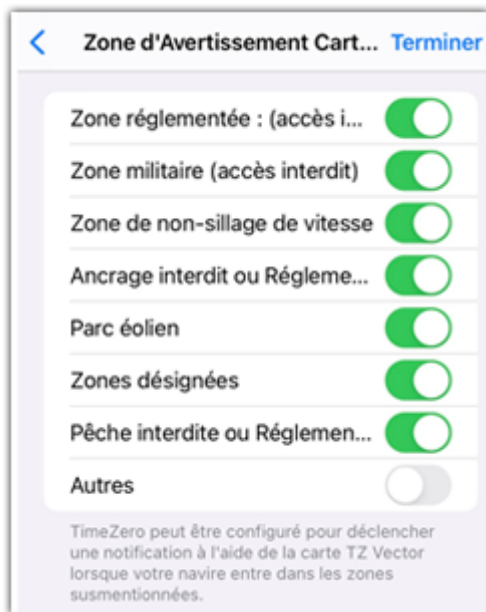 Zone d'Avertissement Cart... Terminer
Zone réglementée : (accès i...
Zone militaire (accès interdit)
Zone de non-sillage de vitesse
Ancrage interdit ou Régleme...
Parc éolien
Zones désignées
Pêche interdite ou Réglemen...
Autres
TimeZero peut être configuré pour déclencher
une notification à l'aide de la carte TZ Vector
lorsque votre navire entre dans les zones
susmentionnées.